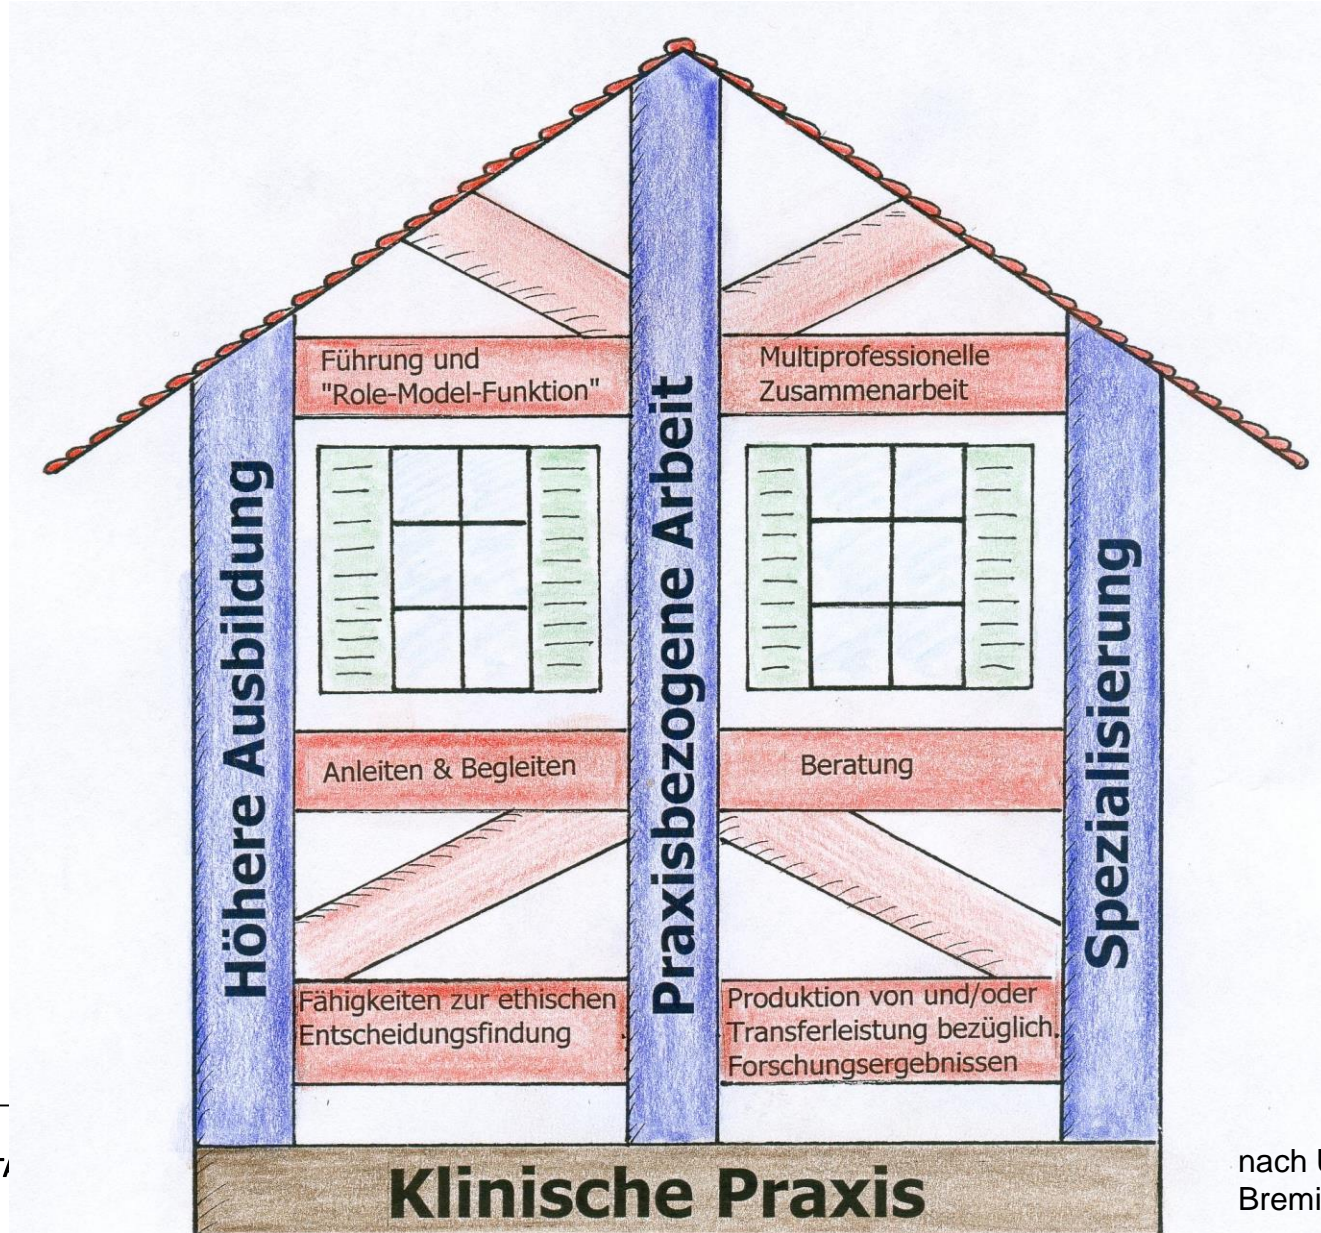 Führung und
"Role-Model-Funktion"
Multiprofessionelle
Zusammenarbeit
Höhere Ausbildung
Praxisbezogene Arbeit
Spezialisierung
Anleiten & Begleiten
Beratung
Fähigkeiten zur ethischen
Entscheidungsfindung
Produktion von und/oder
Transferleistung bezüglich.
Forschungsergebnissen
Klinische Praxis
nach